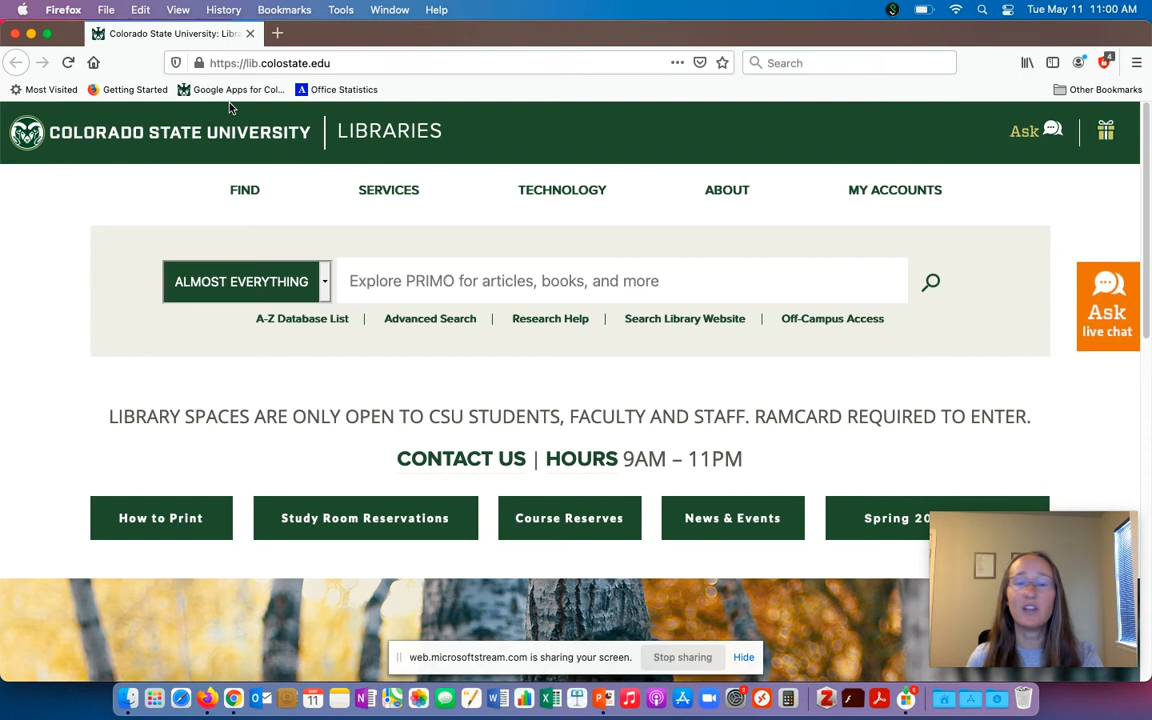 Firefox File Edit View History Bookmarks Tools Window Help Tue May 11 11:00 AM
Colorado State University: Libra
https://lib.colostate.edu Search
Most Visited Getting Started Google Apps for Col... Office Statistics Other Bookmarks
COLORADO STATE UNIVERSITY LIBRARIES Ask
FIND SERVICES TECHNOLOGY ABOUT MY ACCOUNTS
ALMOST EVERYTHING Explore PRIMO for articles, books, and more
A-Z Database List | Advanced Search | Research Help | Search Library Website | Off-Campus Access
Ask
live chat
LIBRARY SPACES ARE ONLY OPEN TO CSU STUDENTS, FACULTY AND STAFF. RAMCARD REQUIRED TO ENTER.
CONTACT US | HOURS 9AM – 11PM
How to Print Study Room Reservations Course Reserves News & Events Spring 20
web.microsoftstream.com is sharing your screen. Stop sharing Hide